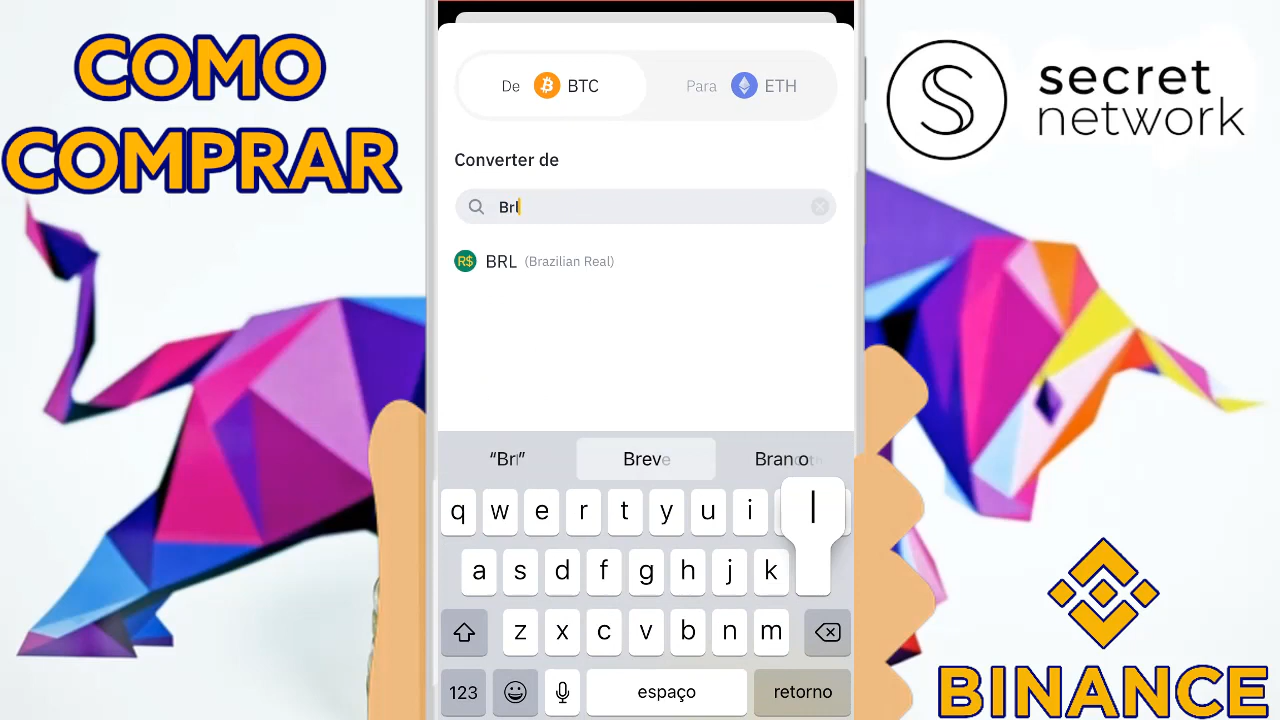 COMO
COMPRAR
De BTC
Para ETH
Converter de
Brl
R$ BRL (Brazilian Real)
“Brl” Breve
q w e r t y u i l
a s d f g h j k
z x c v b n m
123 espaço retorno
secret
network
BINANCE